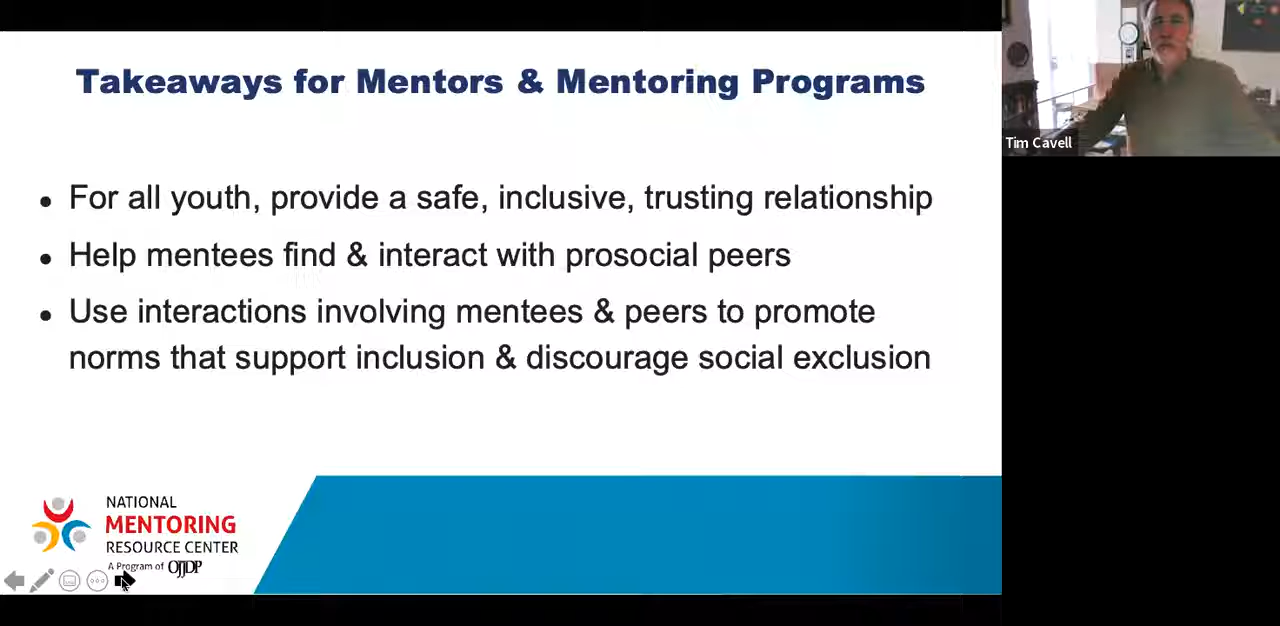 Takeaways for Mentors & Mentoring Programs
• For all youth, provide a safe, inclusive, trusting relationship
• Help mentees find & interact with prosocial peers
• Use interactions involving mentees & peers to promote
norms that support inclusion & discourage social exclusion
NATIONAL
MENTORING
RESOURCE CENTER
A Program of OJJDP
Tim Cavell